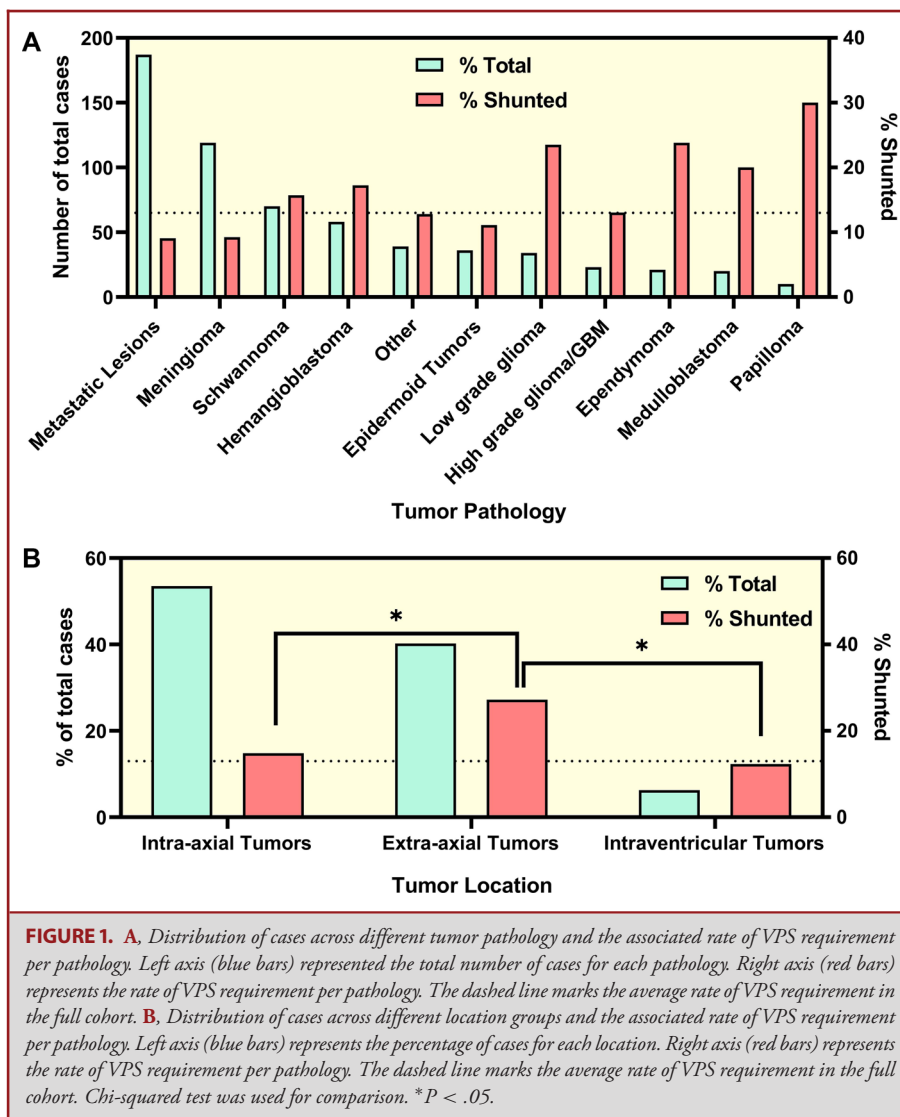 A
200
150
100
50
0
Number of total cases
% Total
% Shunted
40
30
20
10
0
% Shunted
Metastatic Lesions
Meningioma
Schwannoma
Hemangioblastoma
Other
Epidermoid Tumors
Low grade glioma
High grade glioma/GBM
Ependymoma
Medulloblastoma
Papilloma
Tumor Pathology
B
60
40
20
0
% of total cases
% Total
% Shunted
*
*
60
40
20
0
% Shunted
Intra-axial Tumors
Extra-axial Tumors
Intraventricular Tumors
Tumor Location
FIGURE 1. A, Distribution of cases across different tumor pathology and the associated rate of VPS requirement
per pathology. Left axis (blue bars) represented the total number of cases for each pathology. Right axis (red bars)
represents the rate of VPS requirement per pathology. The dashed line marks the average rate of VPS requirement in
the full cohort. B, Distribution of cases across different location groups and the associated rate of VPS requirement
per pathology. Left axis (blue bars) represents the percentage of cases for each location. Right axis (red bars) represents
the rate of VPS requirement per pathology. The dashed line marks the average rate of VPS requirement in the full
cohort. Chi-squared test was used for comparison. *P < .05.